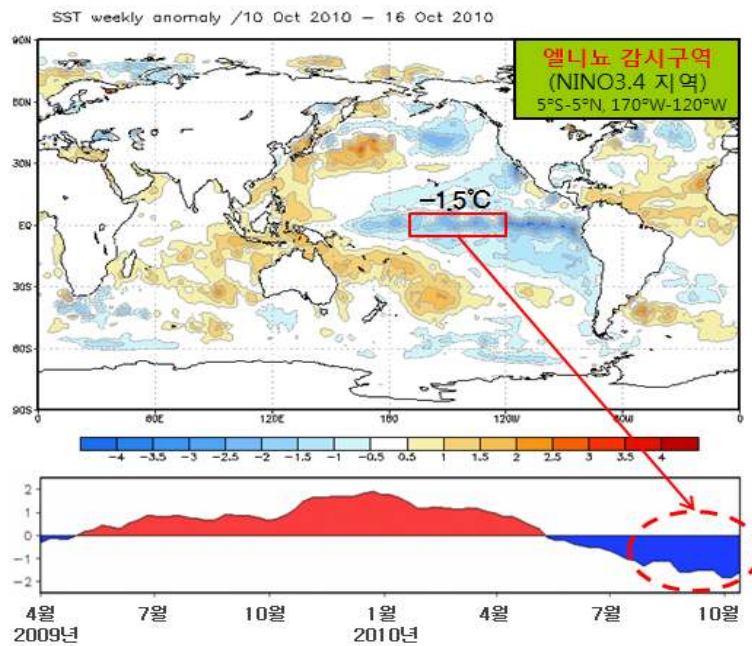 SST weekly anomaly /10 Oct 2010 – 16 Oct 2010
엘니뇨 감시구역
(NINO3.4 지역)
5°S-5°N, 170°W-120°W
90N
60N
30N
EQ
30S
60S
90S
−1.5℃
0 60E 120E 180 120W 60W 0
-4 -3.5 -3 -2.5 -2 -1.5 -1 -0.5 0.5 1 1.5 2 2.5 3 3.5 4
2
1
0
-1
-2
4월 7월 10월 1월 4월 7월 10월
2009년 2010년